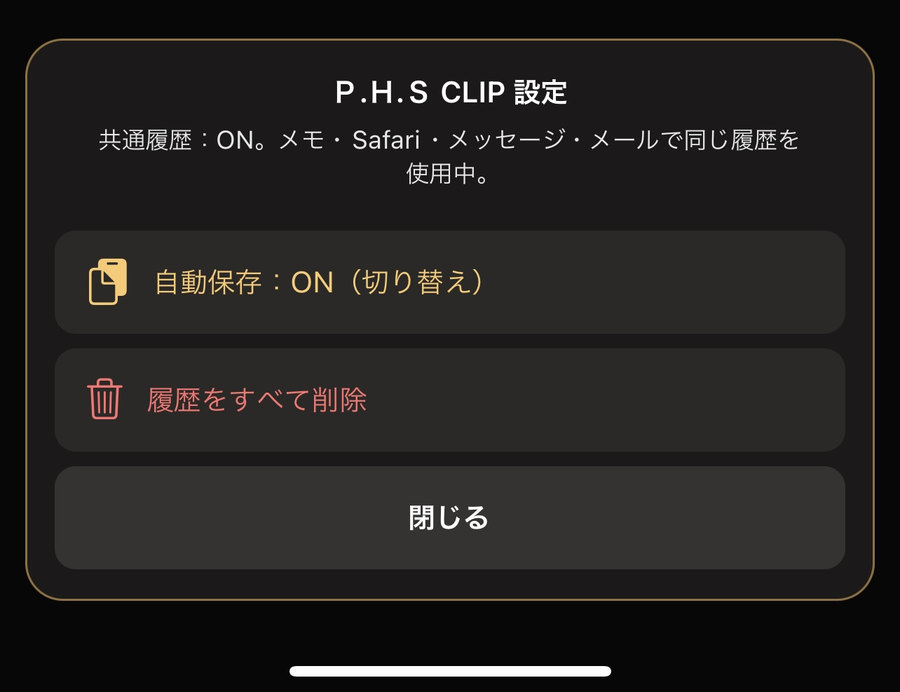 P.H.S CLIP 設定
共通履歴：ON。メモ・Safari・メッセージ・メールで同じ履歴を
使用中。
自動保存：ON（切り替え）
履歴をすべて削除
閉じる